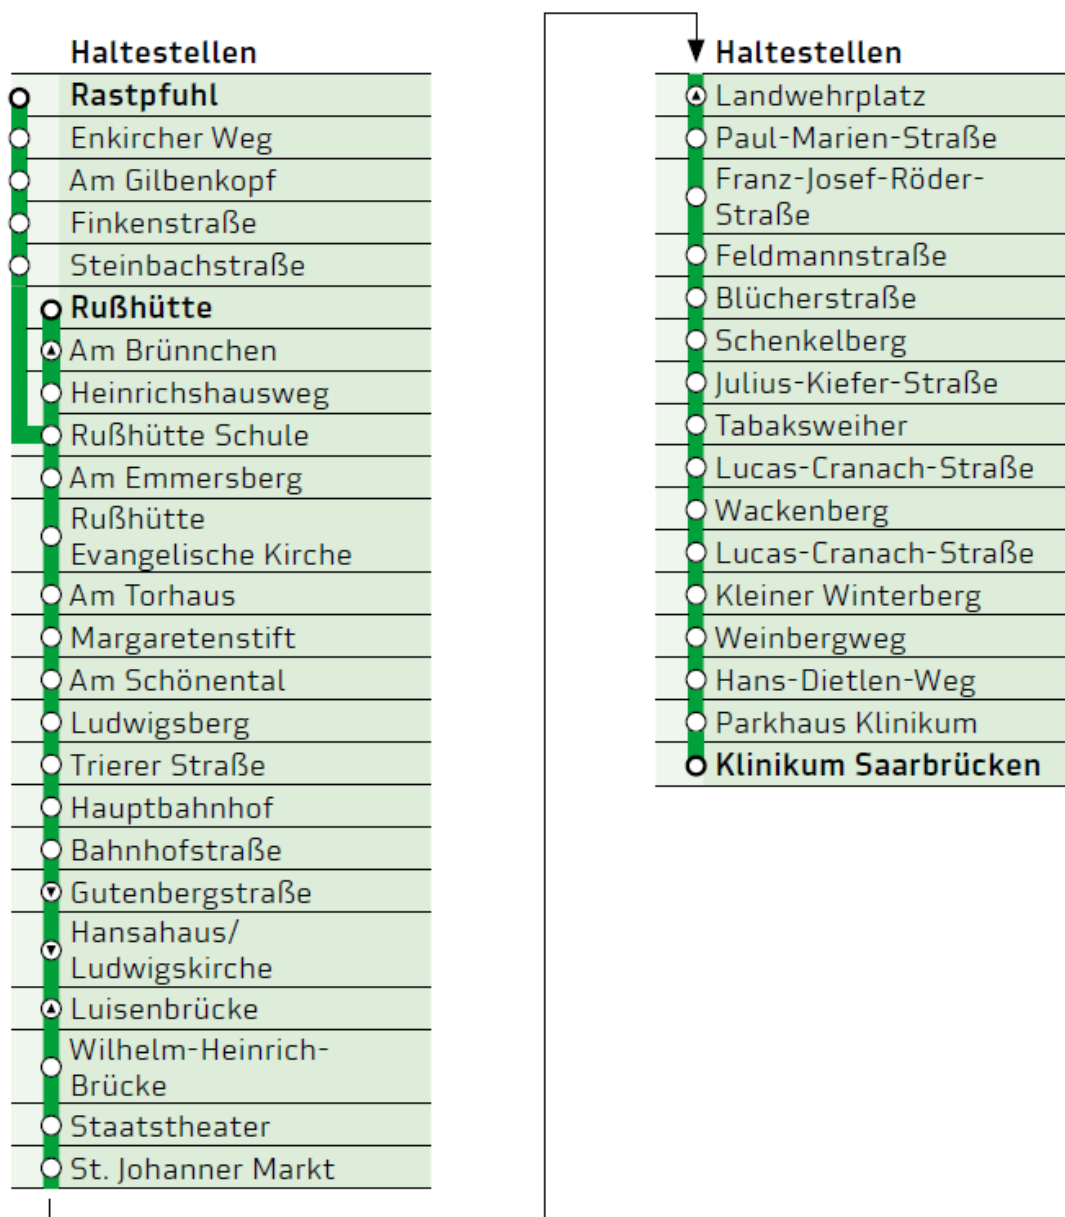 Haltestellen
Rastpfuhl
Enkircher Weg
Am Gilbenkopf
Finkenstraße
Steinbachstraße
Rußhütte
Am Brünnchen
Heinrichshausweg
Rußhütte Schule
Am Emmersberg
Rußhütte
Evangelische Kirche
Am Torhaus
Margaretenstift
Am Schönental
Ludwigsberg
Trierer Straße
Hauptbahnhof
Bahnhofstraße
Gutenbergstraße
Hansahaus/
Ludwigskirche
Luisenbrücke
Wilhelm-Heinrich-
Brücke
Staatstheater
St. Johanner Markt
Haltestellen
Landwehrplatz
Paul-Marien-Straße
Franz-Josef-Röder-
Straße
Feldmannstraße
Blücherstraße
Schenkelberg
Julius-Kiefer-Straße
Tabaksweiher
Lucas-Cranach-Straße
Wackenberg
Lucas-Cranach-Straße
Kleiner Winterberg
Weinbergweg
Hans-Dietlen-Weg
Parkhaus Klinikum
Klinikum Saarbrücken